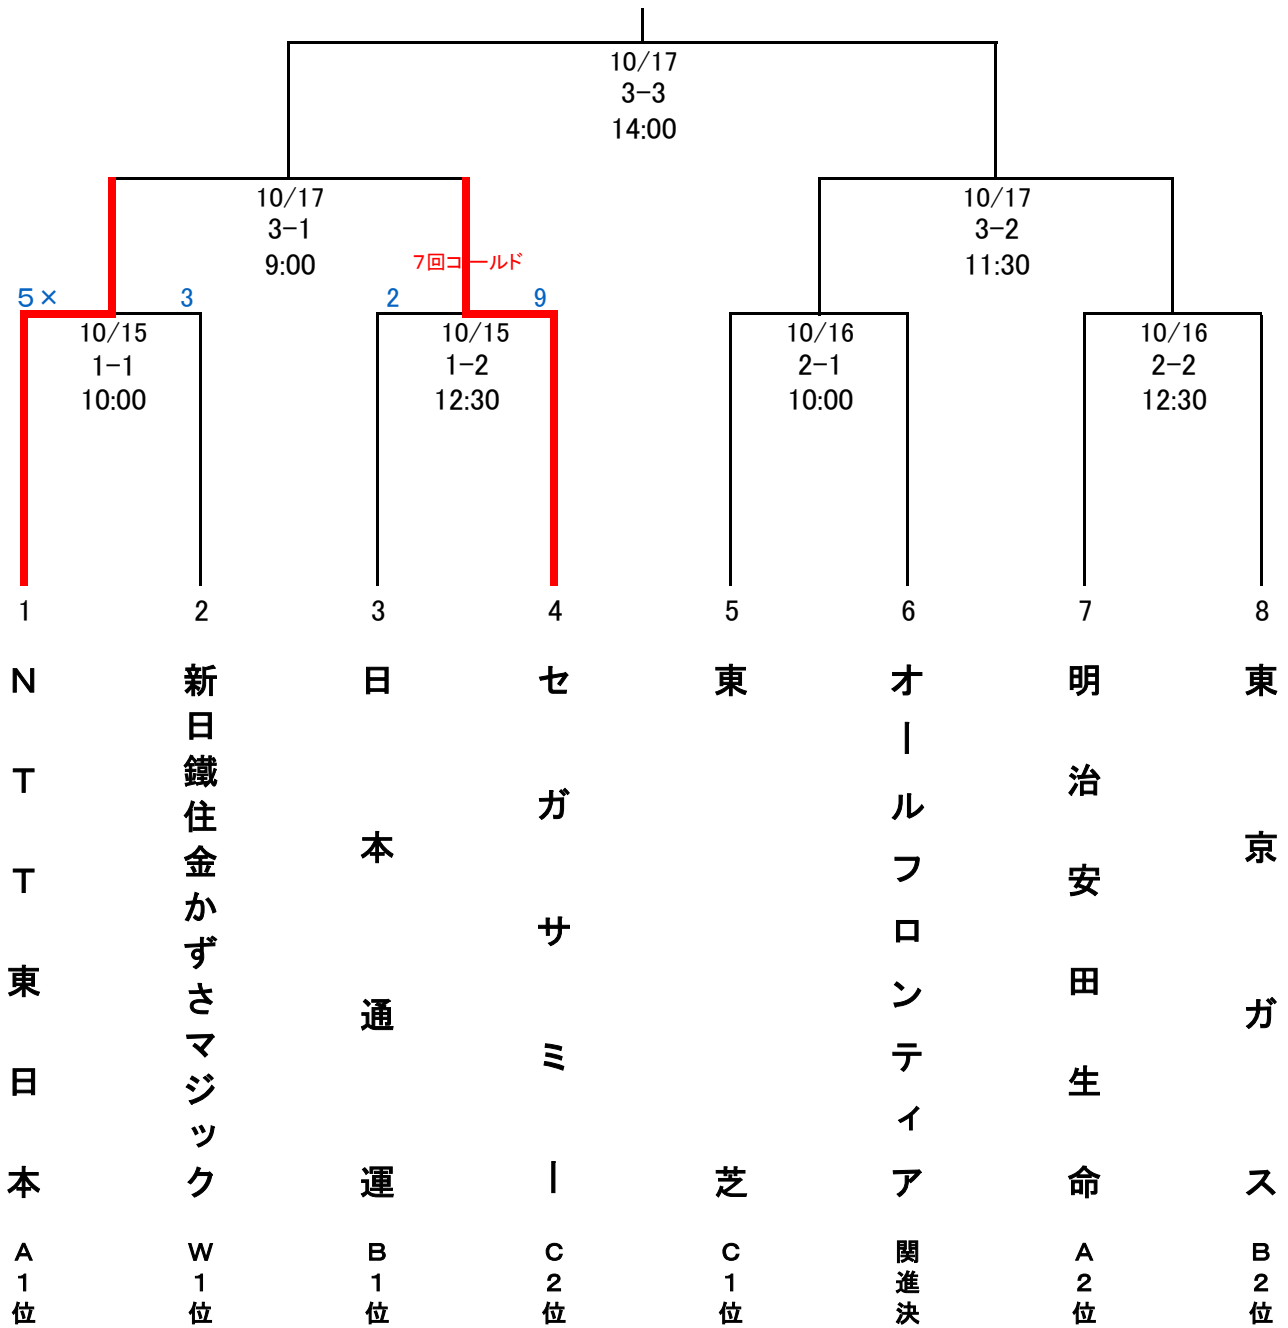 10/17
3-3
14:00
10/17
3-1
9:00
10/17
3-2
11:30
7回コールド
5× 3
2 9
10/15
1-1
10:00
10/15
1-2
12:30
10/16
2-1
10:00
10/16
2-2
12:30
1 2 3 4 5 6 7 8
NTT東日本
新日鐵住金かずさマジック
日本通運
セガサミー
東芝
オールフロンティア
明治安田生命
東京ガス
A1位
W1位
B1位
C2位
C1位
関進決
A2位
B2位